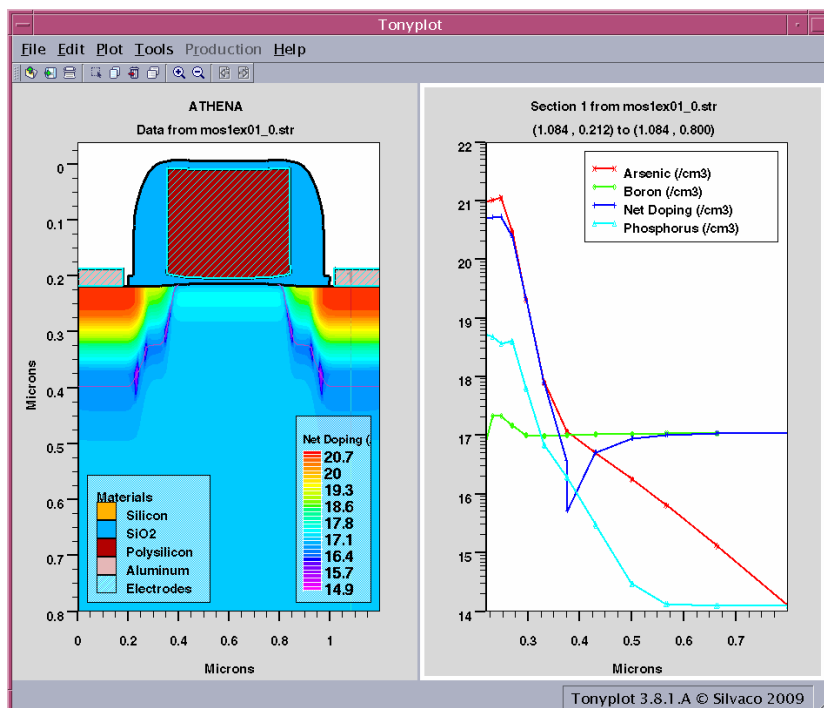 Tonyplot
File Edit Plot Tools Production Help
ATHENA
Data from mos1ex01_0.str
0
0.1
0.2
0.3
0.4
0.5
0.6
0.7
0.8
Microns
0 0.2 0.4 0.6 0.8 1
Microns
Materials
Silicon
SiO2
Polysilicon
Aluminum
Electrodes
Net Doping (/
20.7
20
19.3
18.6
17.8
17.1
16.4
15.7
14.9
Section 1 from mos1ex01_0.str
(1.084 , 0.212) to (1.084 , 0.800)
22
21
20
19
18
17
16
15
14
Arsenic (/cm3)
Boron (/cm3)
Net Doping (/cm3)
Phosphorus (/cm3)
0.3 0.4 0.5 0.6 0.7
Microns
Tonyplot 3.8.1.A © Silvaco 2009